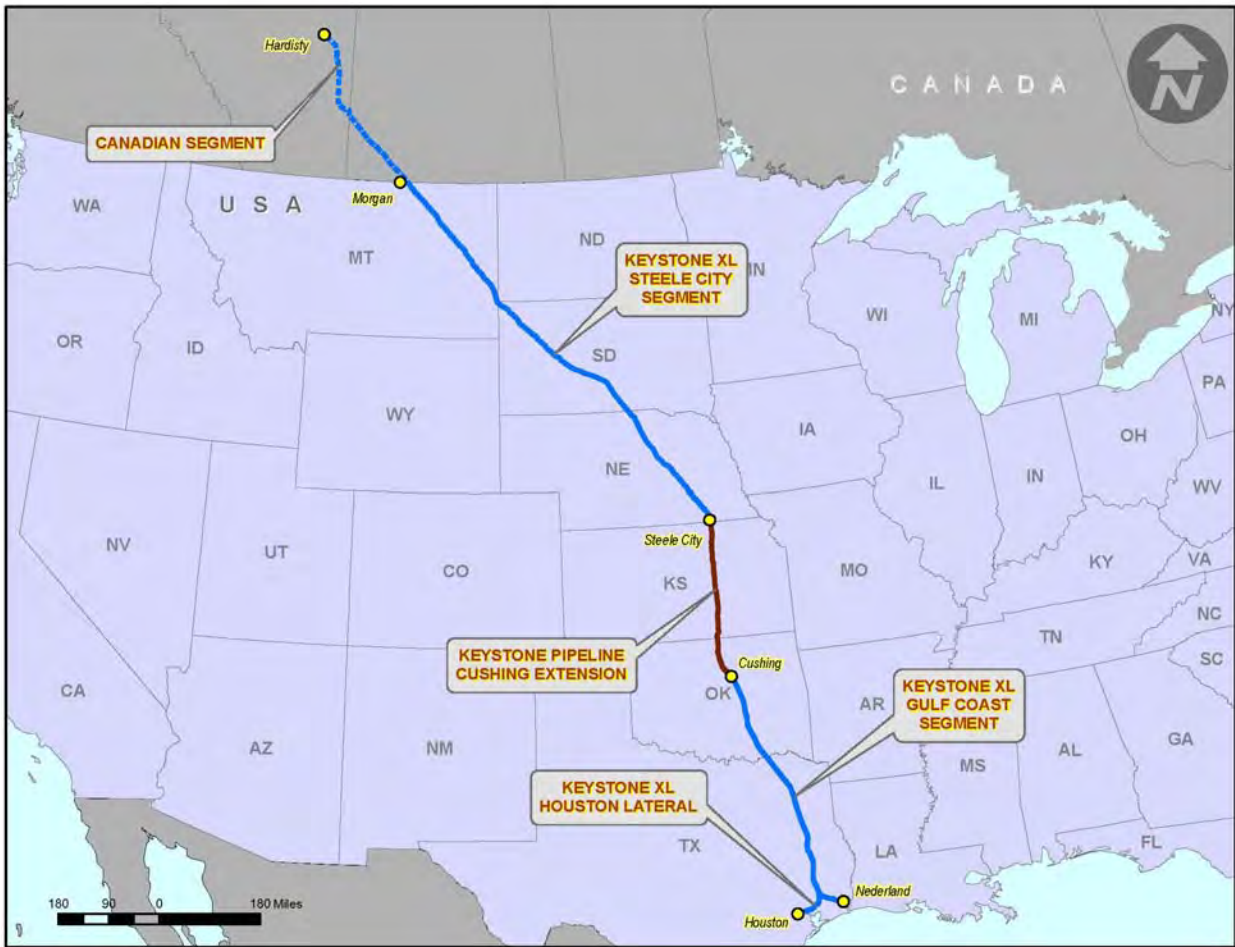 Hardisty
CANADA
N
CANADIAN SEGMENT
Morgan
WA
USA
MT
ND
KEYSTONE XL
STEELE CITY
SEGMENT
MN
OR
ID
SD
WI
MI
NY
WY
PA
IA
NE
OH
IL
IN
WV
Steele City
NV
UT
CO
KS
MO
KY
VA
NC
TN
KEYSTONE PIPELINE
CUSHING EXTENSION
Cushing
SC
CA
OK
AR
KEYSTONE XL
GULF COAST
SEGMENT
AZ
NM
MS
AL
GA
KEYSTONE XL
HOUSTON LATERAL
TX
LA
FL
Nederland
Houston
180 90 0 180 Miles